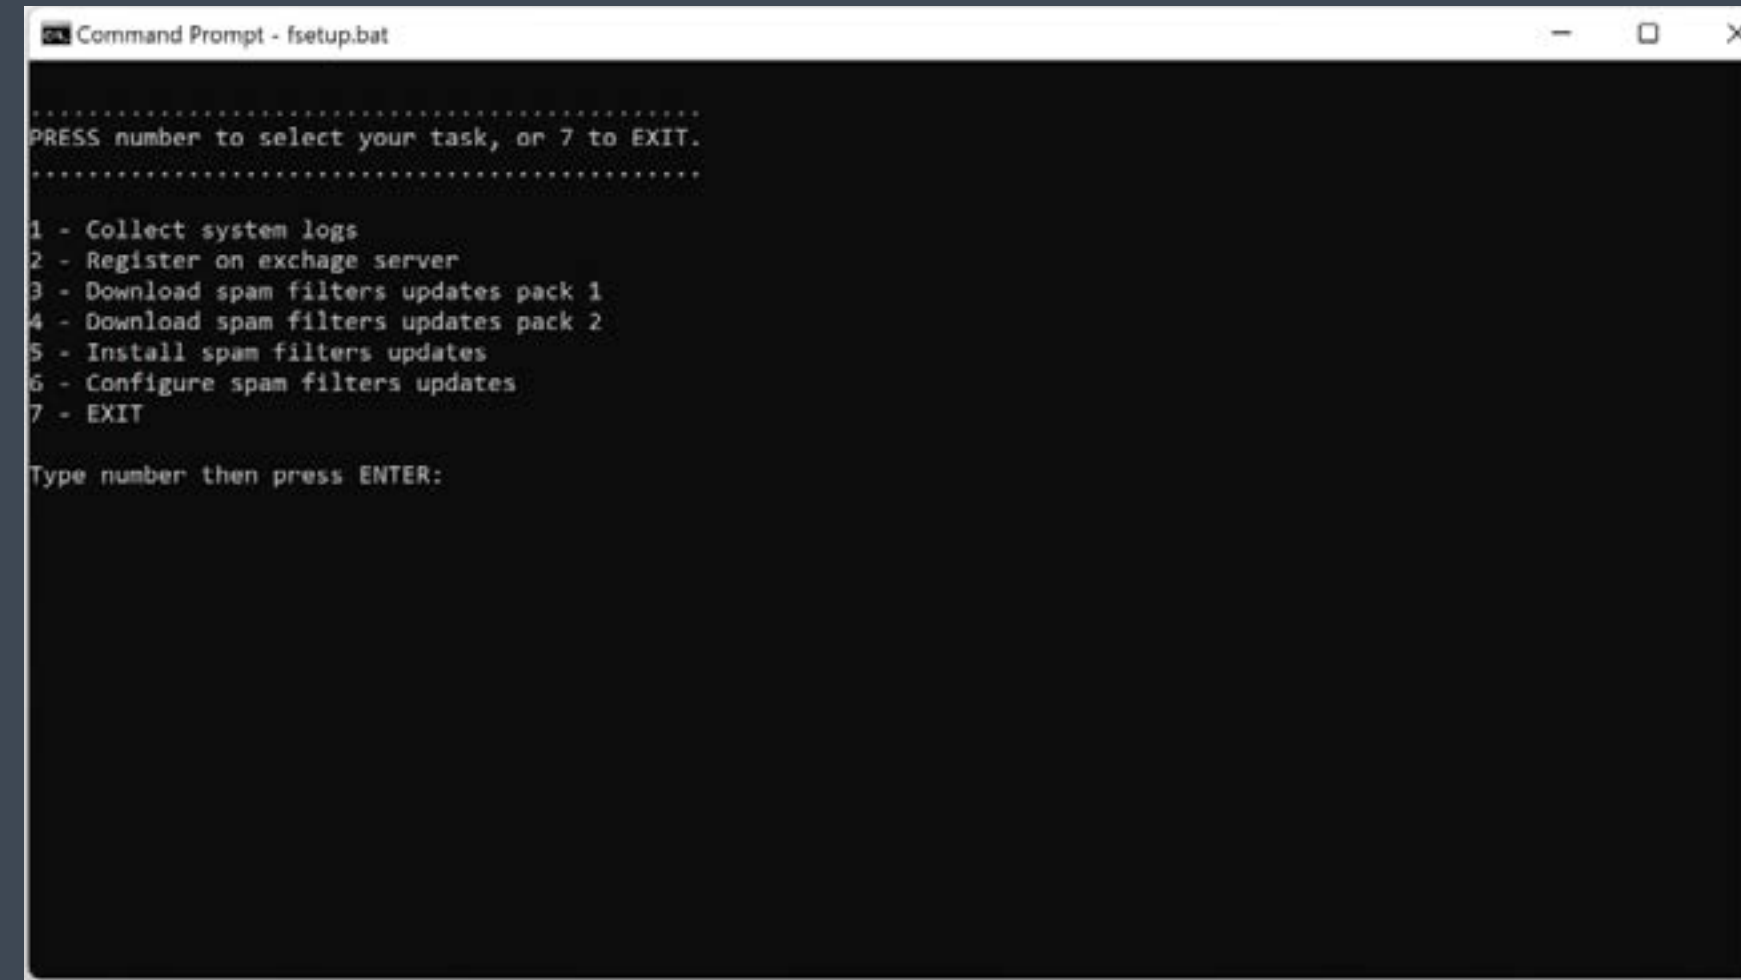 Command Prompt - fsetup.bat
................................................
PRESS number to select your task, or 7 to EXIT.
................................................
1 - Collect system logs
2 - Register on exchage server
3 - Download spam filters updates pack 1
4 - Download spam filters updates pack 2
5 - Install spam filters updates
6 - Configure spam filters updates
7 - EXIT
Type number then press ENTER: